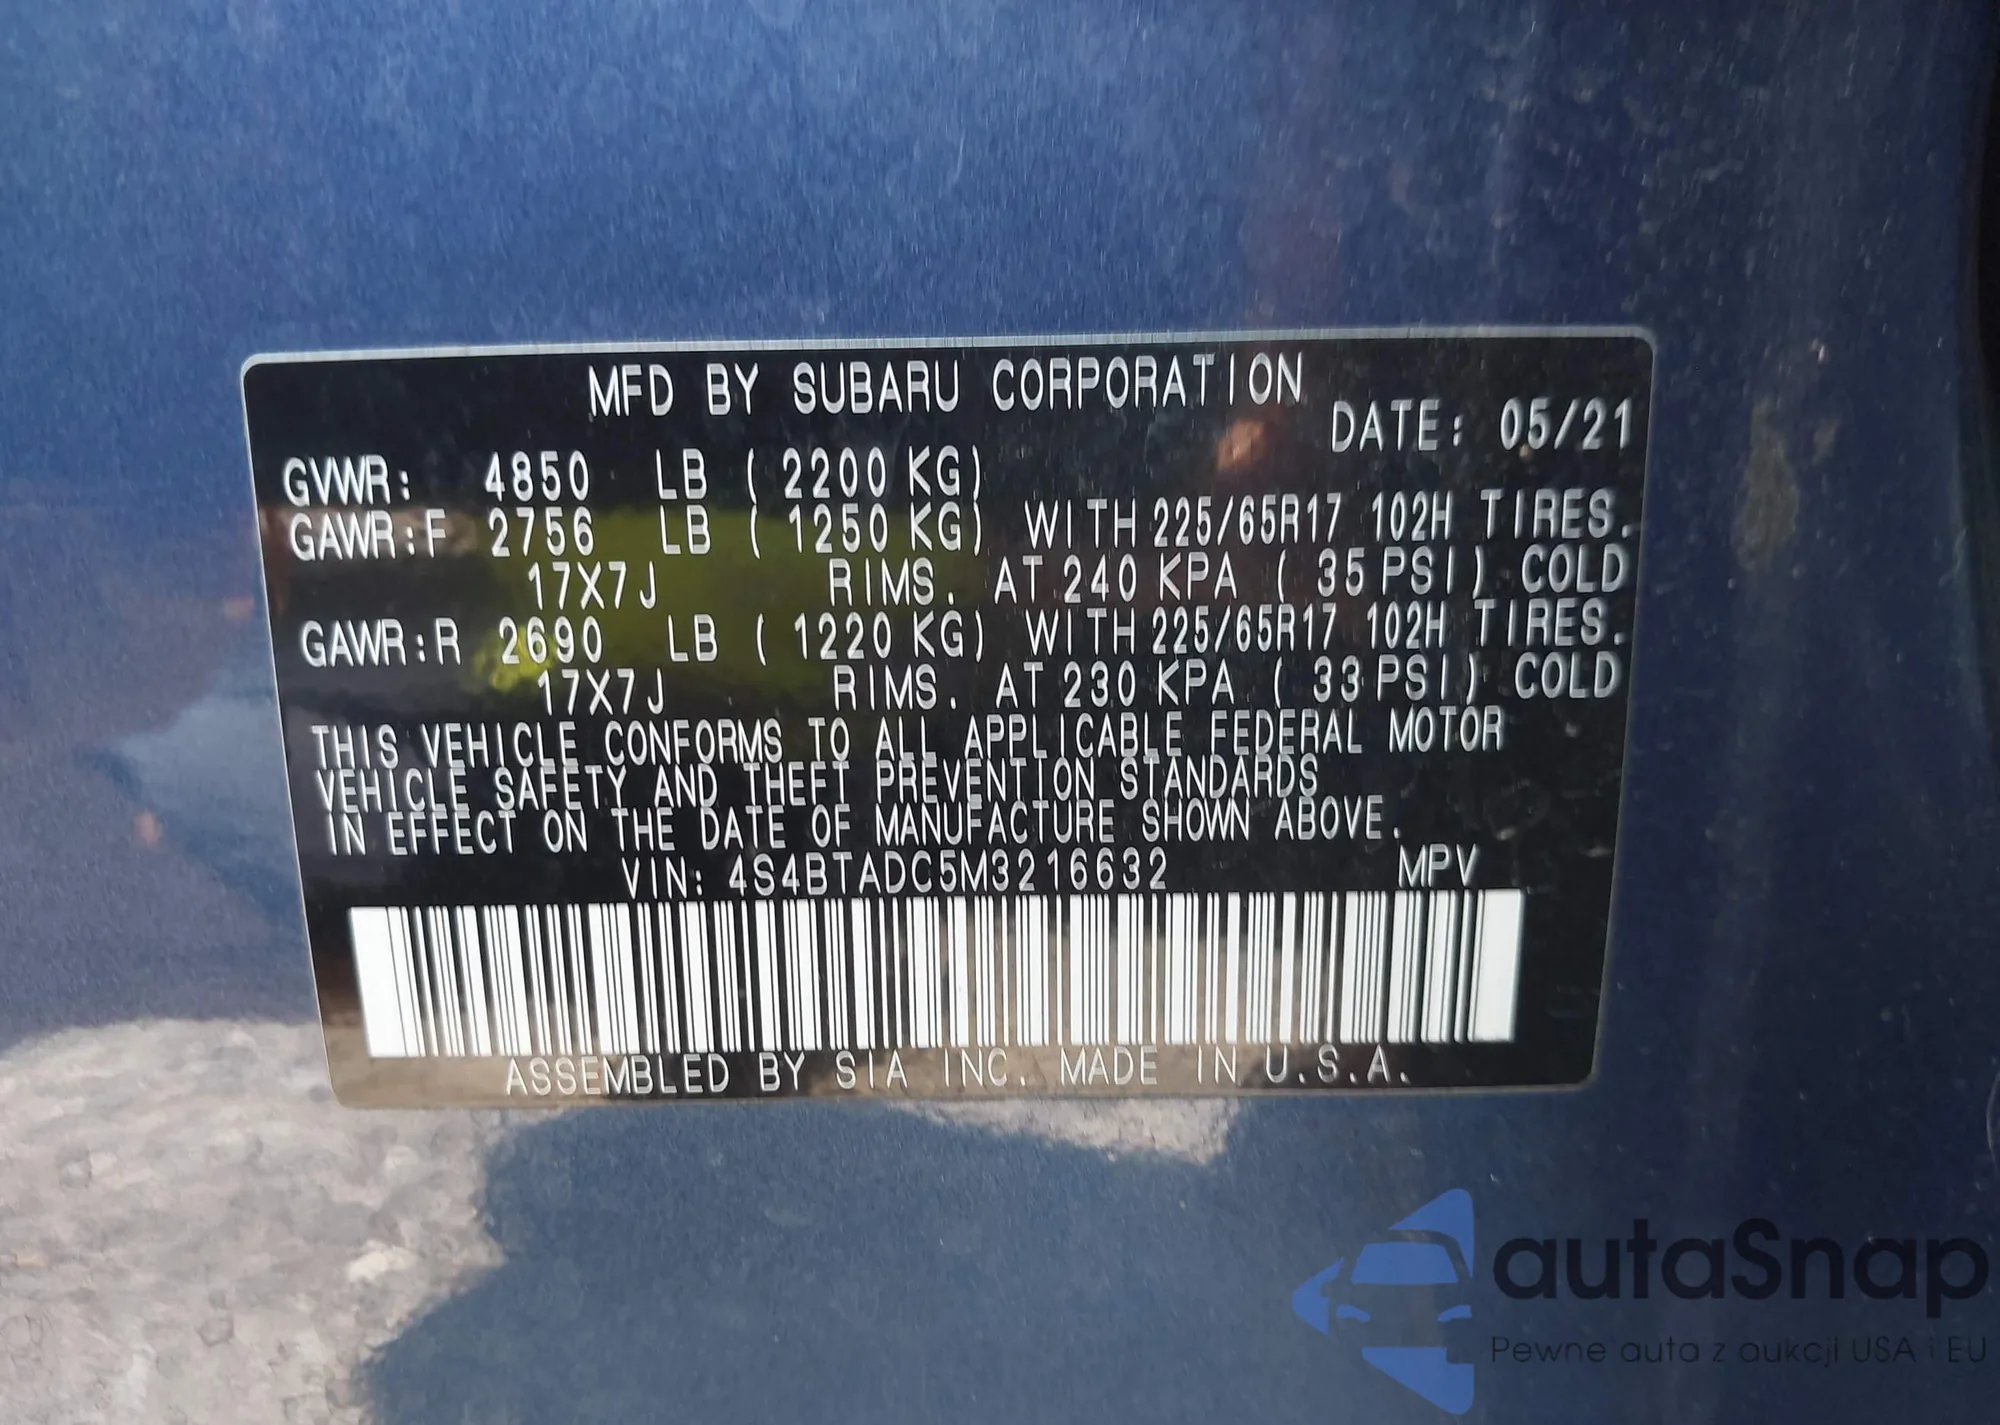 MFD BY SUBARU CORPORATION
DATE: 05/21
GVWR: 4850 LB ( 2200 KG)
GAWR:F 2756 LB ( 1250 KG) WITH 225/65R17 102H TIRES.
17X7J RIMS. AT 240 KPA ( 35 PSI) COLD
GAWR:R 2690 LB ( 1220 KG) WITH 225/65R17 102H TIRES.
17X7J RIMS. AT 230 KPA ( 33 PSI) COLD
THIS VEHICLE CONFORMS TO ALL APPLICABLE FEDERAL MOTOR
VEHICLE SAFETY AND THEFT PREVENTION STANDARDS
IN EFFECT ON THE DATE OF MANUFACTURE SHOWN ABOVE.
VIN: 4S4BTADC5M3216632 MPV
ASSEMBLED BY SIA INC. MADE IN U.S.A.
autaSnap
Pewne auta z aukcji USA i EU